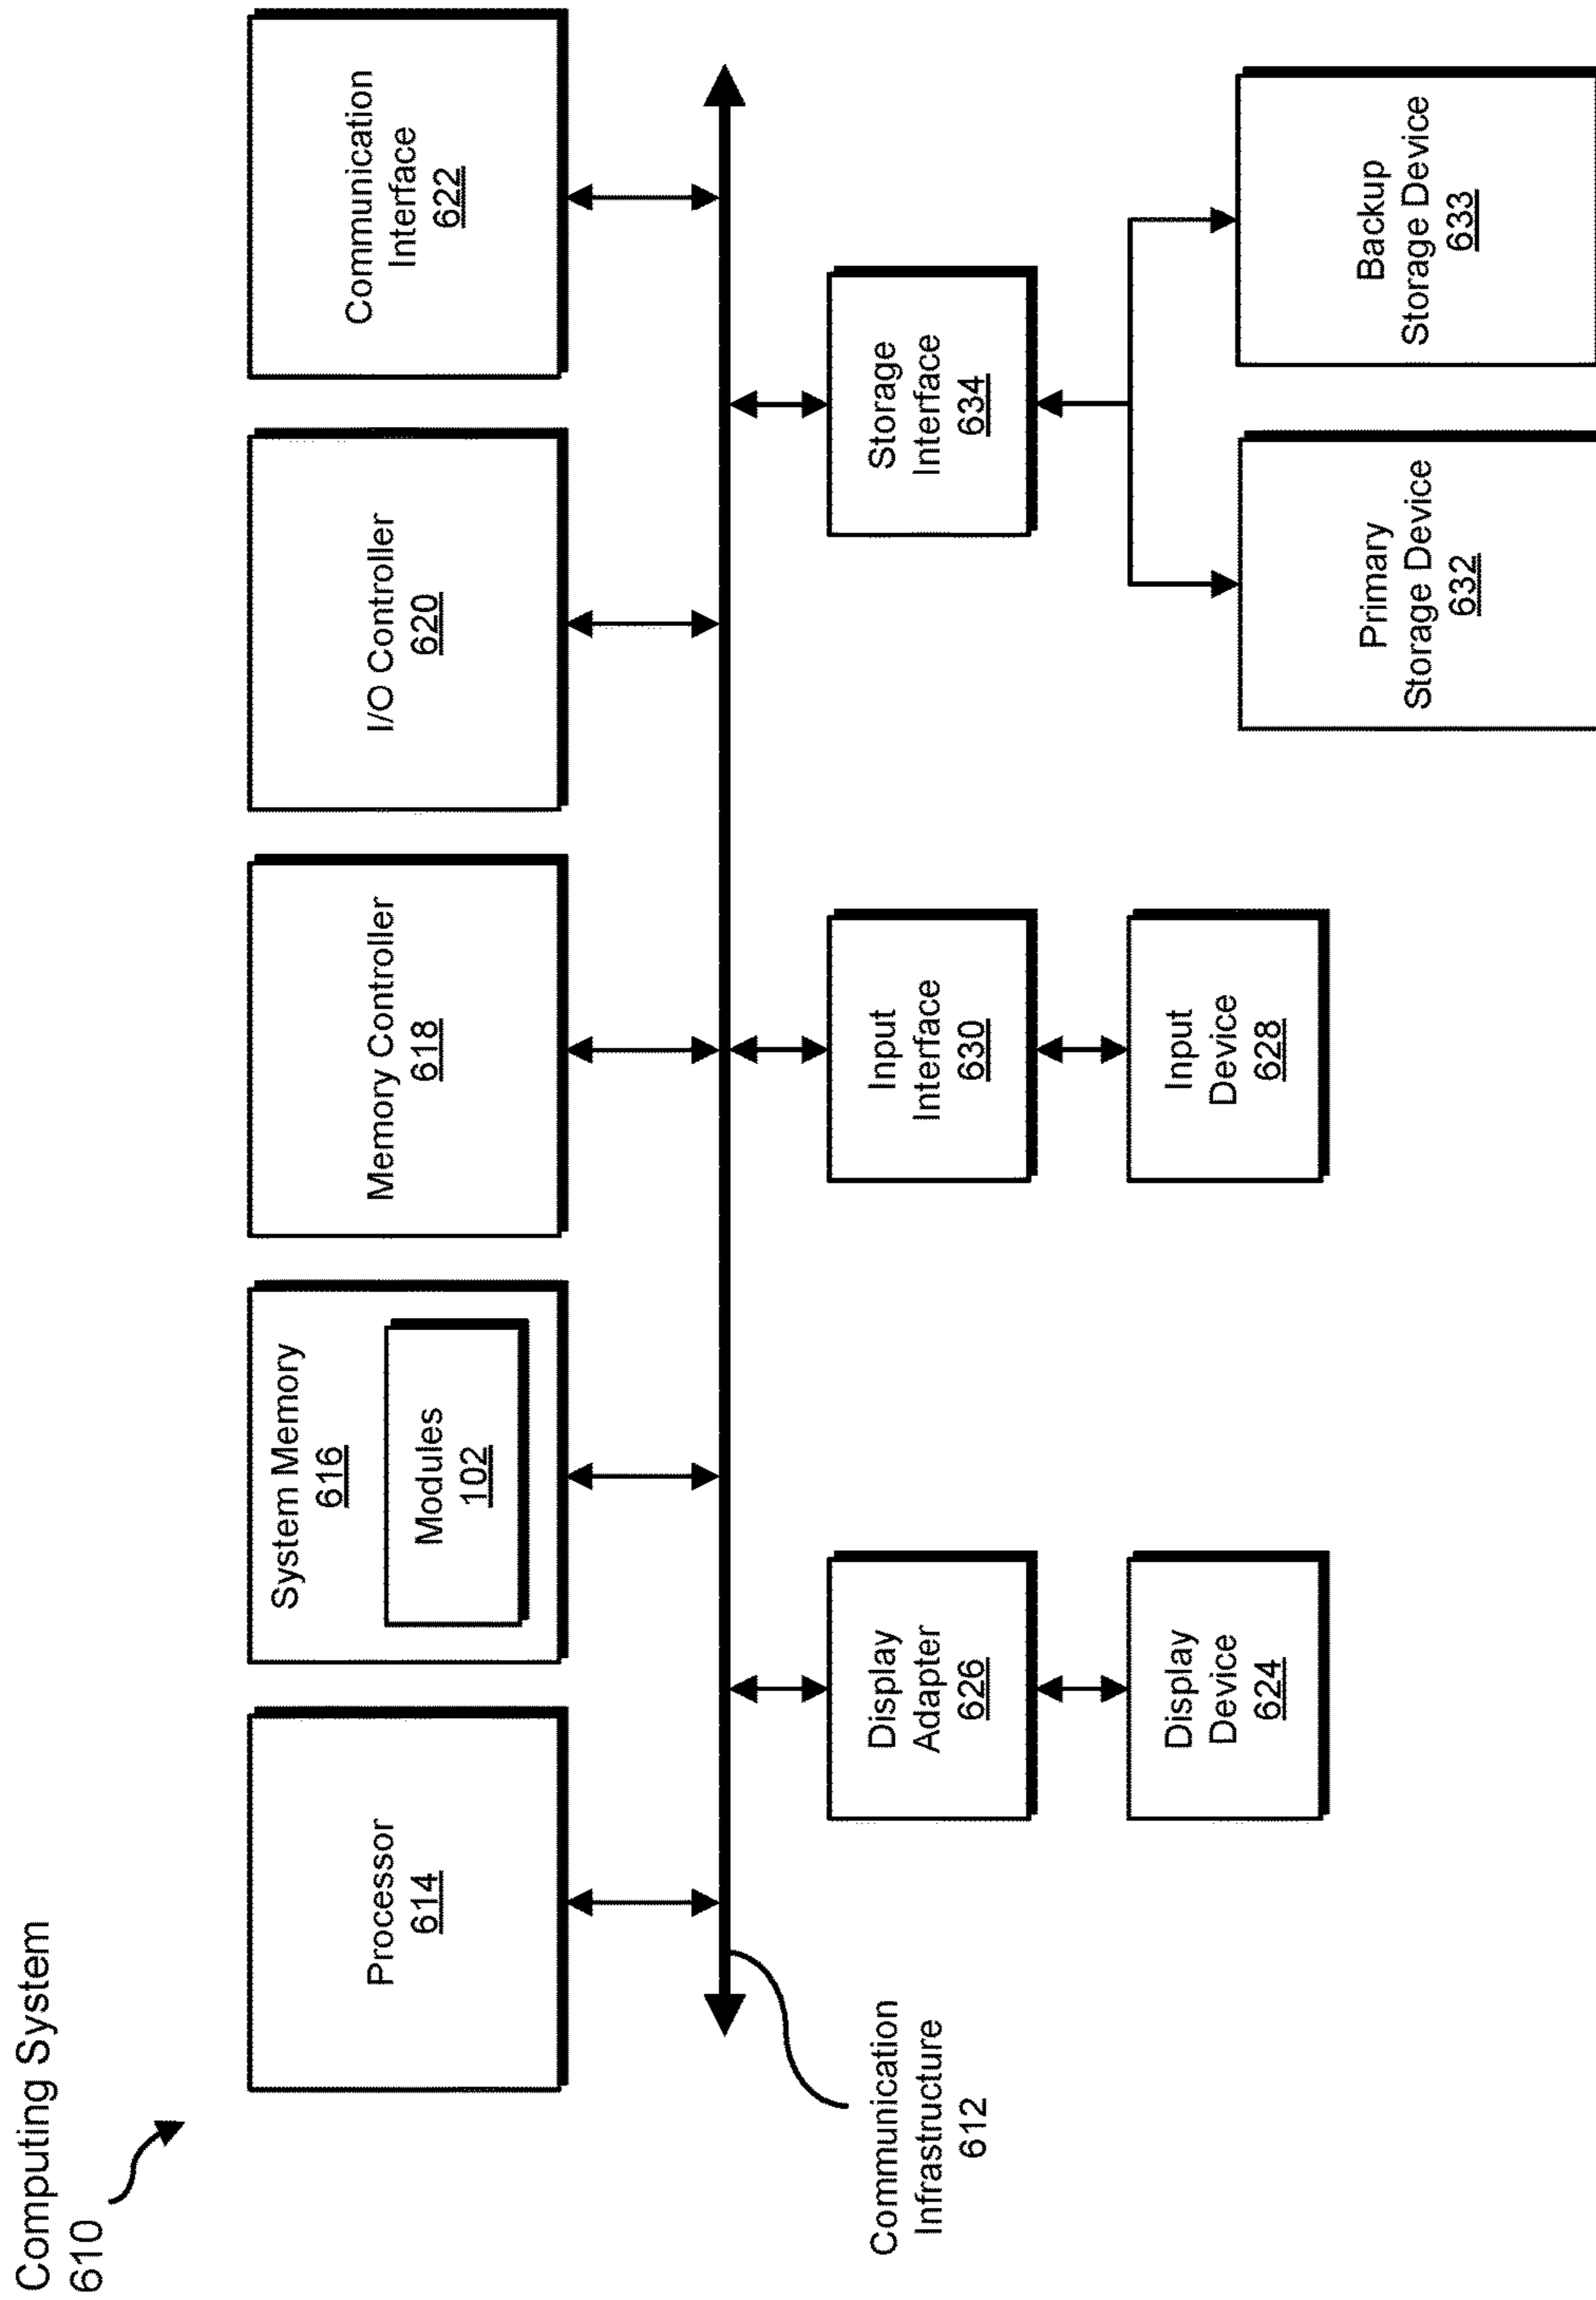 Computing System
610
Processor
614
System Memory
616
Modules
102
Memory Controller
618
I/O Controller
620
Communication
Interface
622
Communication
Infrastructure
612
Display
Adapter
626
Input
Interface
630
Storage
Interface
634
Display
Device
624
Input
Device
628
Primary
Storage Device
632
Backup
Storage Device
633